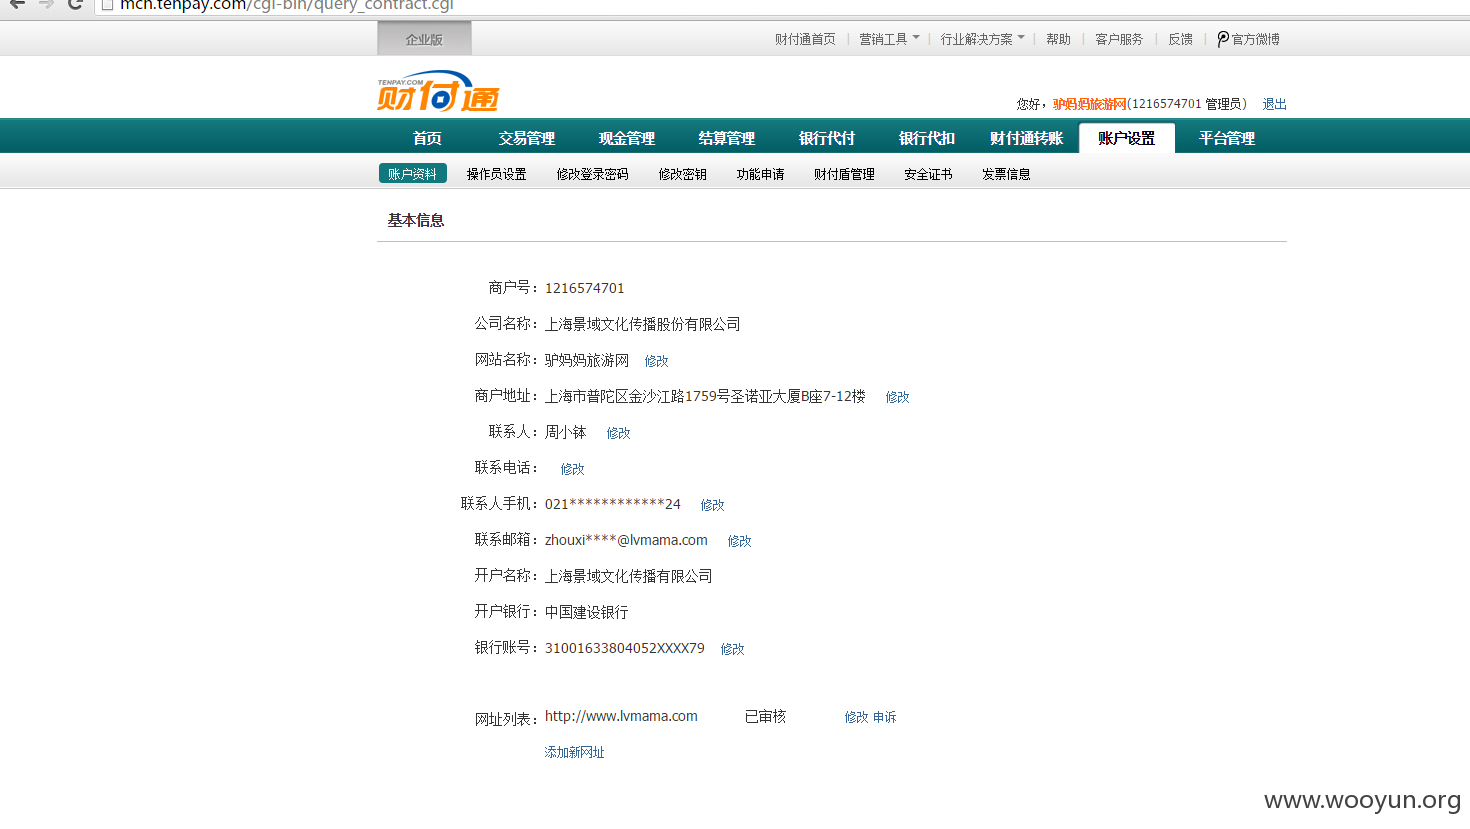 mch.tenpay.com/cgi-bin/query_contract.cgi
企业版 财付通首页 营销工具 行业解决方案 帮助 客户服务 反馈 官方微博
TENPAY.COM
财付通
您好，驴妈妈旅游网(1216574701 管理员) 退出
首页 交易管理 现金管理 结算管理 银行代付 银行代扣 财付通转账 账户设置 平台管理
账户资料 操作员设置 修改登录密码 修改密钥 功能申请 财付盾管理 安全证书 发票信息
基本信息
商户号：1216574701
公司名称：上海景域文化传播股份有限公司
网站名称：驴妈妈旅游网 修改
商户地址：上海市普陀区金沙江路1759号圣诺亚大厦B座7-12楼 修改
联系人：周小钵 修改
联系电话： 修改
联系人手机：021************24 修改
联系邮箱：zhouxi****@lvmama.com 修改
开户名称：上海景域文化传播有限公司
开户银行：中国建设银行
银行账号：31001633804052XXXX79 修改
网址列表：http://www.lvmama.com 已审核 修改 申诉
添加新网址
www.wooyun.org